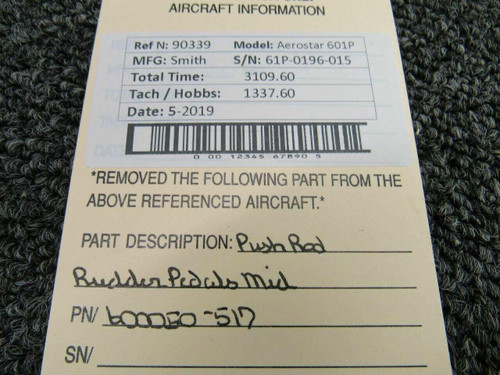 AIRCRAFT INFORMATION
Ref N: 90339 Model: Aerostar 601P
MFG: Smith S/N: 61P-0196-015
Total Time: 3109.60
Tach / Hobbs: 1337.60
Date: 5-2019
0 00 12345 67890 5
*REMOVED THE FOLLOWING PART FROM THE
ABOVE REFERENCED AIRCRAFT.*
PART DESCRIPTION: Push Rod
Rudder Pedals Mid
PN/ 600050-517
SN/